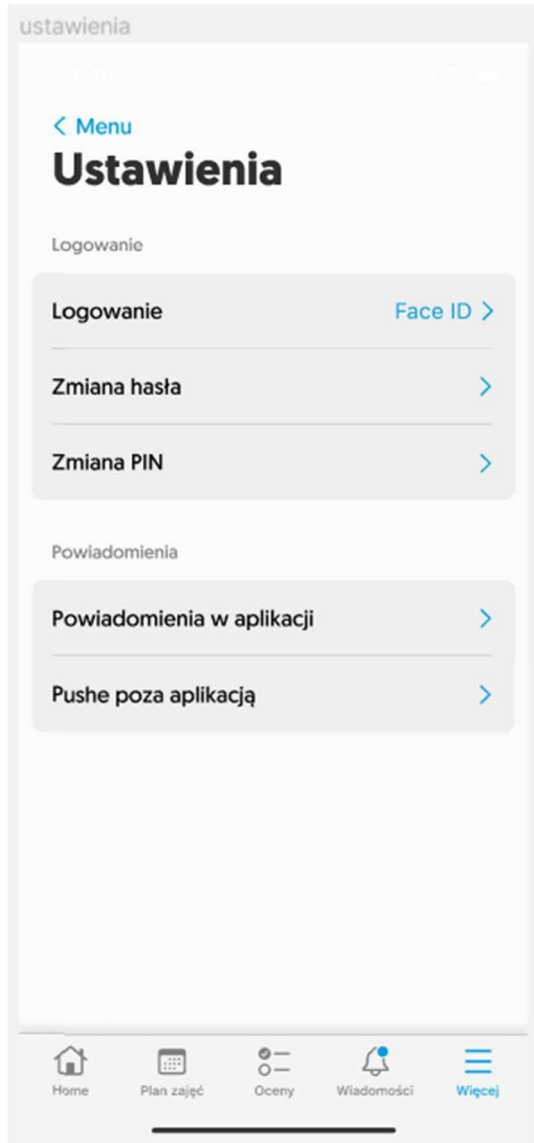 ustawienia
< Menu
Ustawienia
Logowanie
Logowanie Face ID >
Zmiana hasła >
Zmiana PIN >
Powiadomienia
Powiadomienia w aplikacji >
Pushe poza aplikacją >
Home Plan zajęć Oceny Wiadomości Więcej